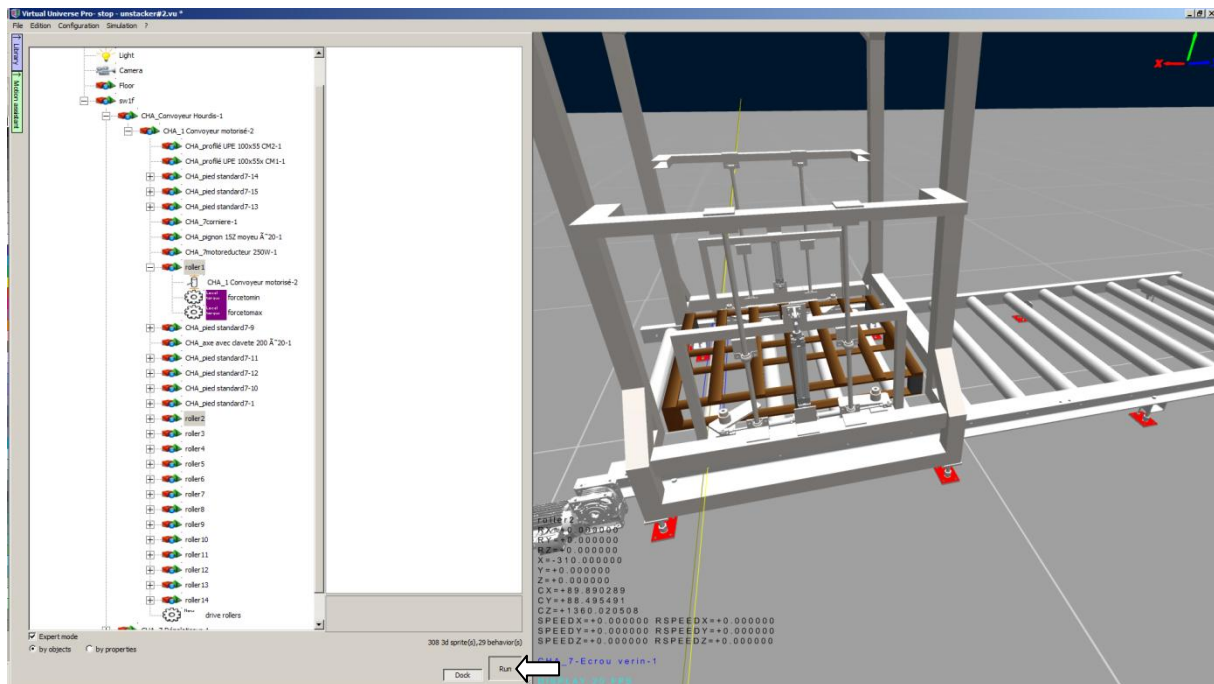 Virtual Universe Pro- stop - unstacker#2.vu *
File Edition Configuration Simulation ?
Library
Motion assistant
Light
Camera
Floor
sw1f
CHA_Convoyeur Hourdis-1
CHA_1 Convoyeur motorisé-2
CHA_profilé UPE 100x55 CM2-1
CHA_profilé UPE 100x55x CM1-1
CHA_pied standard7-14
CHA_pied standard7-15
CHA_pied standard7-13
CHA_7corniere-1
CHA_pignon 15Z moyeu Ã˜20-1
CHA_7motoreducteur 250W-1
roller1
CHA_1 Convoyeur motorisé-2
forcetomin
forcetomax
CHA_pied standard7-9
CHA_axe avec clavete 200 Ã˜20-1
CHA_pied standard7-11
CHA_pied standard7-12
CHA_pied standard7-10
CHA_pied standard7-1
roller2
roller3
roller4
roller5
roller6
roller7
roller8
roller9
roller10
roller11
roller12
roller13
roller14
drive rollers
Expert mode
by objects by properties
308 3d sprite(s),29 behavior(s)
Dock
Run
X
roller2
RX=+0.000000
RY=+0.000000
RZ=+0.000000
X=-310.000000
Y=+0.000000
Z=+0.000000
CX=+89.890289
CY=+88.495491
CZ=+1360.020508
SPEEDX=+0.000000 RSPEEDX=+0.000000
SPEEDY=+0.000000 RSPEEDY=+0.000000
SPEEDZ=+0.000000 RSPEEDZ=+0.000000
CHA_7-Ecrou verin-1